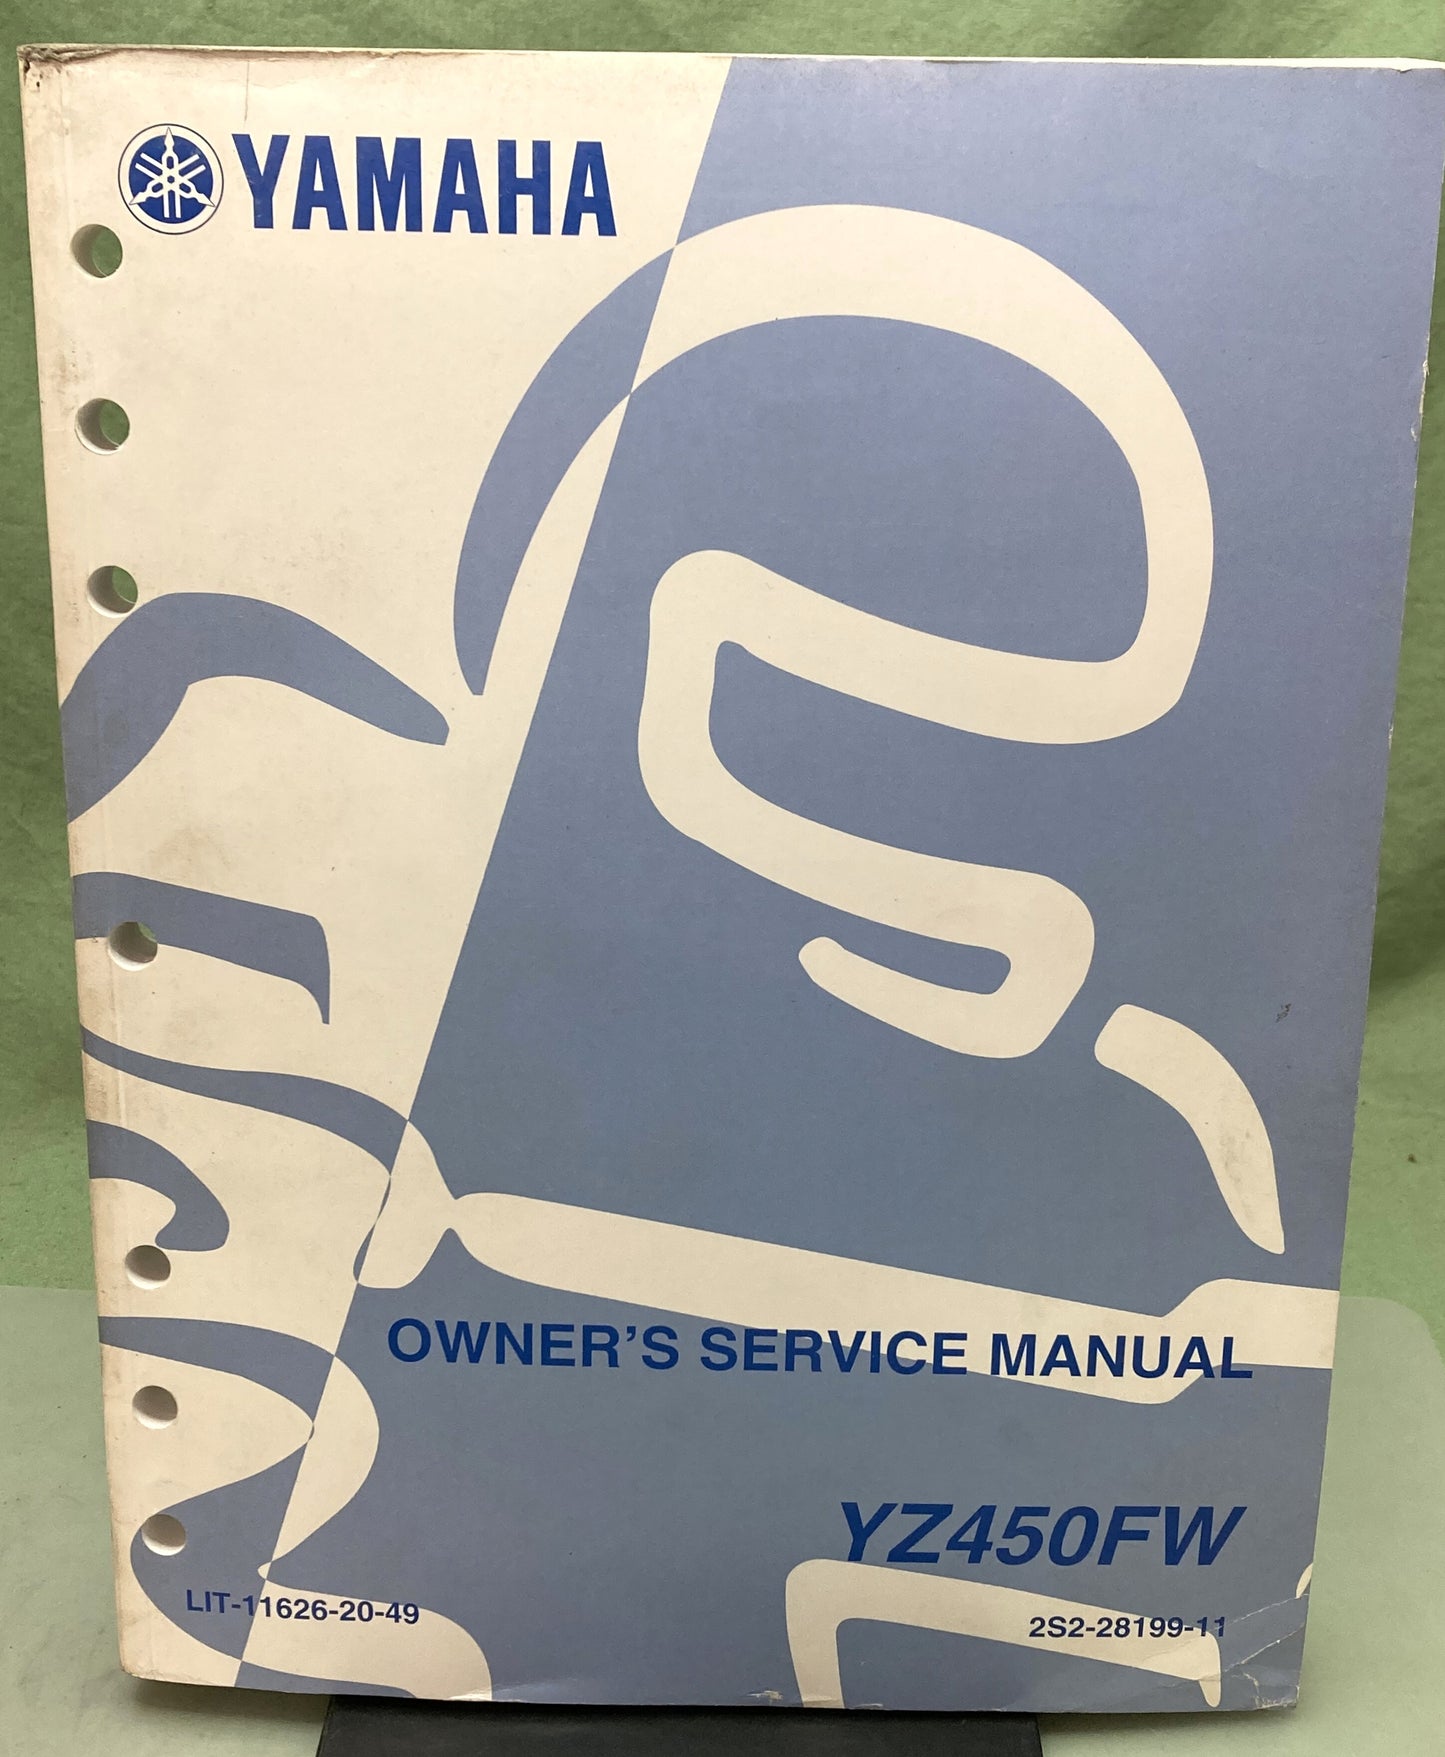 YAMAHA
OWNER'S SERVICE MANUAL
YZ450FW
LIT-11626-20-49
2S2-28199-11